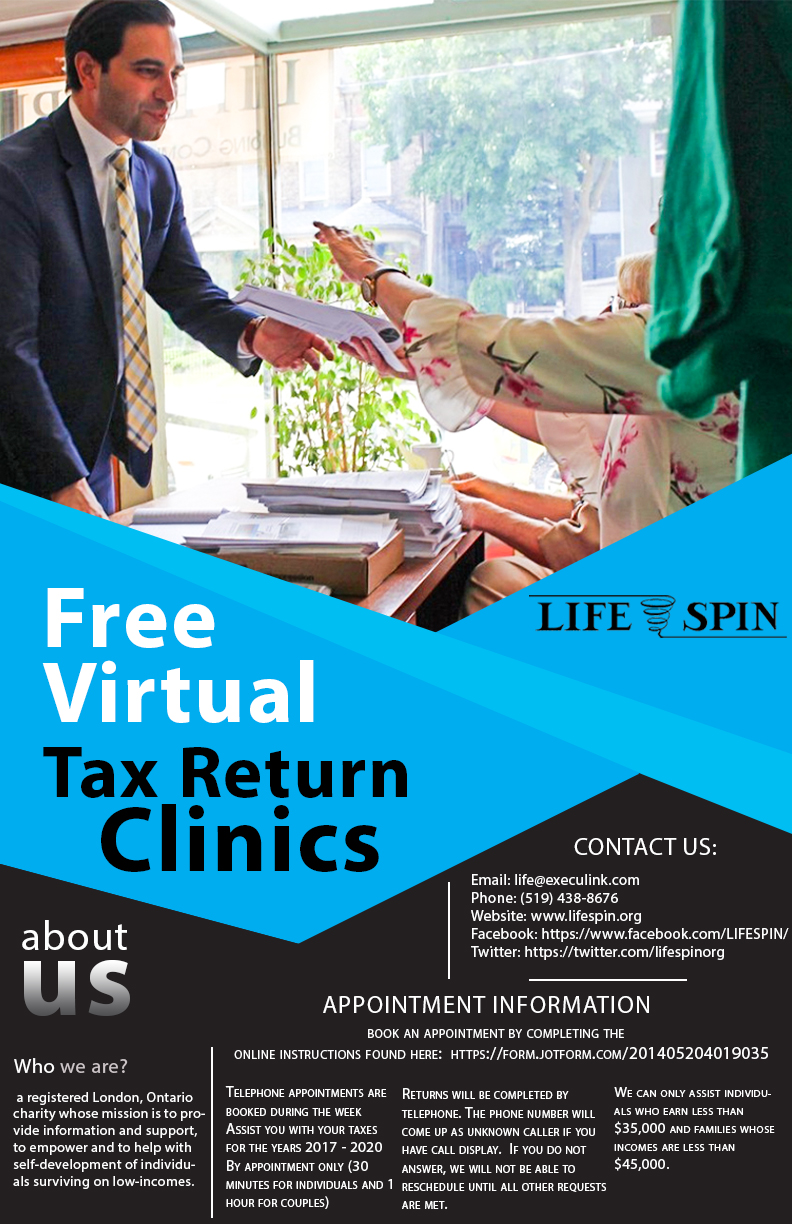 Free
Virtual
Tax Return
Clinics
LIFE SPIN
CONTACT US:
Email: life@execulink.com
Phone: (519) 438-8676
Website: www.lifespin.org
Facebook: https://www.facebook.com/LIFESPIN/
Twitter: https://twitter.com/lifespinorg
about
us
Who we are?
a registered London, Ontario
charity whose mission is to pro-
vide information and support,
to empower and to help with
self-development of individu-
als surviving on low-incomes.
APPOINTMENT INFORMATION
BOOK AN APPOINTMENT BY COMPLETING THE
ONLINE INSTRUCTIONS FOUND HERE: HTTPS://FORM.JOTFORM.COM/201405204019035
TELEPHONE APPOINTMENTS ARE
BOOKED DURING THE WEEK
ASSIST YOU WITH YOUR TAXES
FOR THE YEARS 2017 - 2020
BY APPOINTMENT ONLY (30
MINUTES FOR INDIVIDUALS AND 1
HOUR FOR COUPLES)
RETURNS WILL BE COMPLETED BY
TELEPHONE. THE PHONE NUMBER WILL
COME UP AS UNKNOWN CALLER IF YOU
HAVE CALL DISPLAY. IF YOU DO NOT
ANSWER, WE WILL NOT BE ABLE TO
RESCHEDULE UNTIL ALL OTHER REQUESTS
ARE MET.
WE CAN ONLY ASSIST INDIVIDU-
ALS WHO EARN LESS THAN
$35,000 AND FAMILIES WHOSE
INCOMES ARE LESS THAN
$45,000.